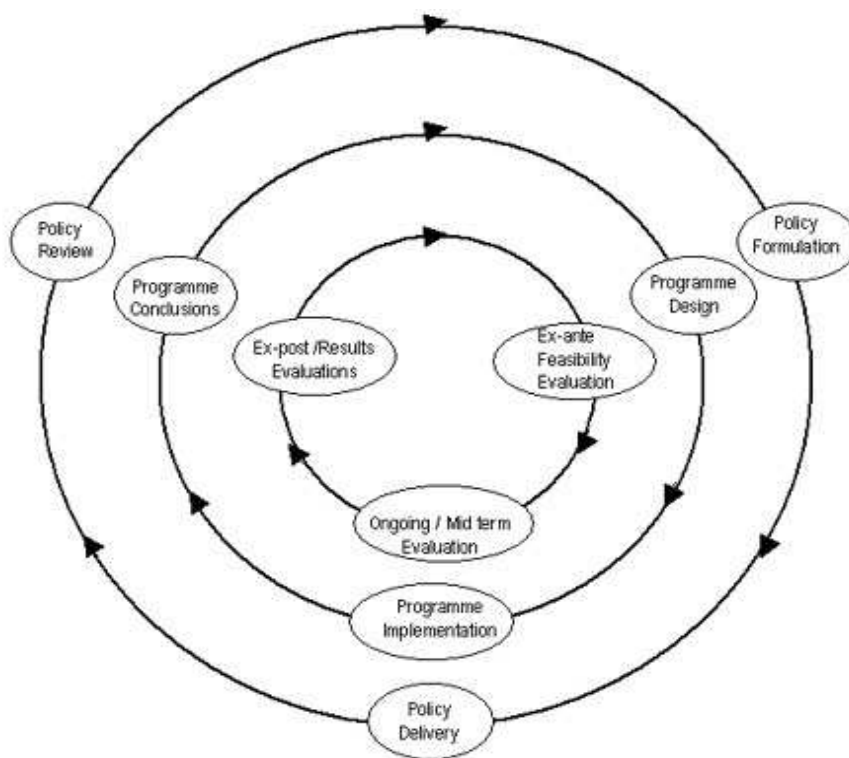 Policy
Review
Policy
Formulation
Programme
Conclusions
Programme
Design
Ex-post /Results
Evaluations
Ex-ante
Feasibility
Evaluation
Ongoing / Mid term
Evaluation
Programme
Implementation
Policy
Delivery